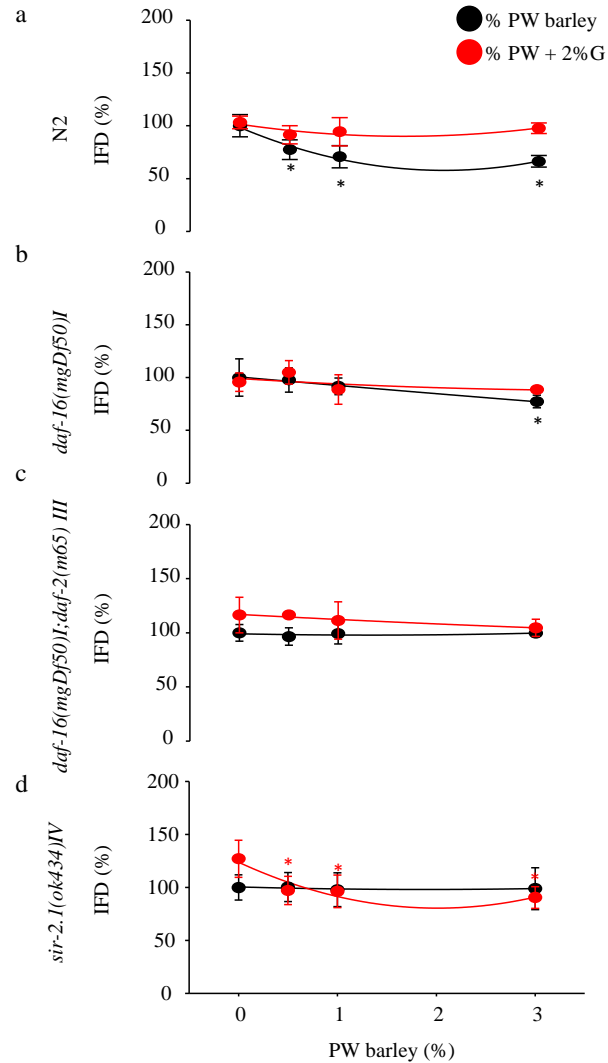 a
% PW barley
% PW + 2%G
N2
IFD (%)
200
150
100
50
0
*
*
*
b
daf-16(mgDf50)I
IFD (%)
200
150
100
50
0
*
c
daf-16(mgDf50)I;daf-2(m65) III
IFD (%)
200
150
100
50
0
d
sir-2.1(ok434)IV
IFD (%)
200
150
100
50
0
*
*
*
0
1
2
3
PW barley (%)